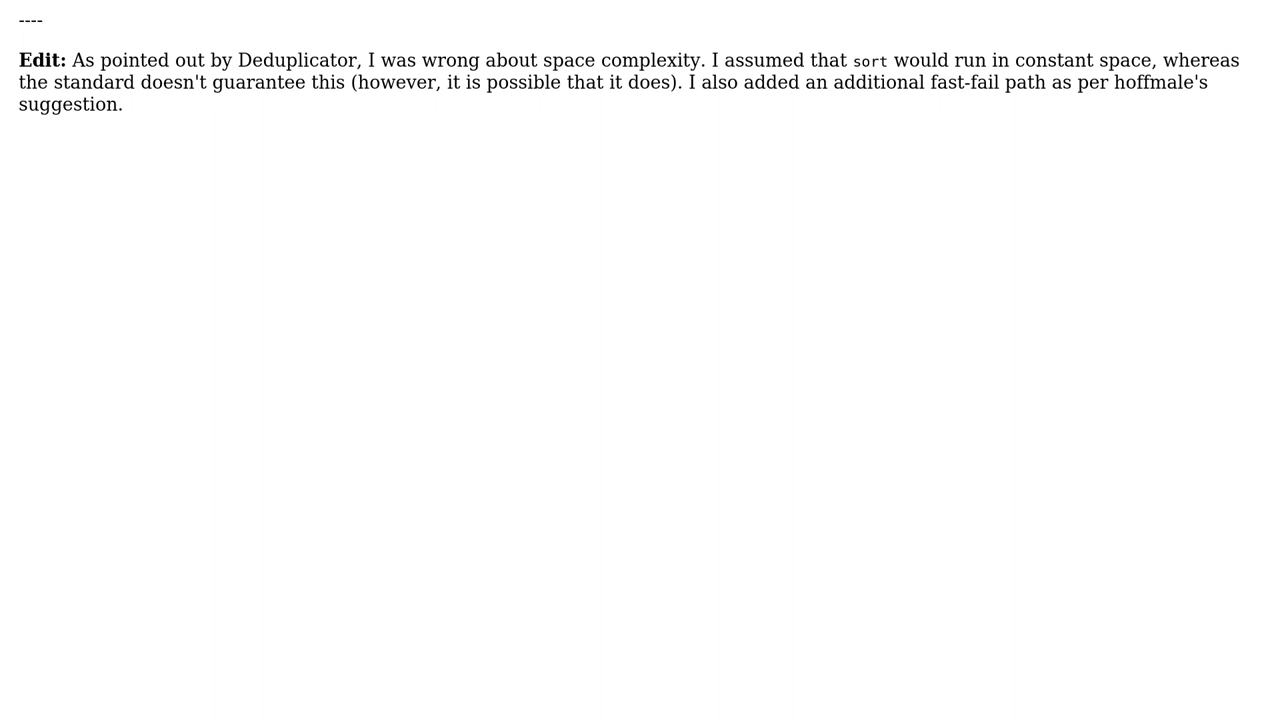 ----
Edit: As pointed out by Deduplicator, I was wrong about space complexity. I assumed that sort would run in constant space, whereas
the standard doesn't guarantee this (however, it is possible that it does). I also added an additional fast-fail path as per hoffmale's
suggestion.